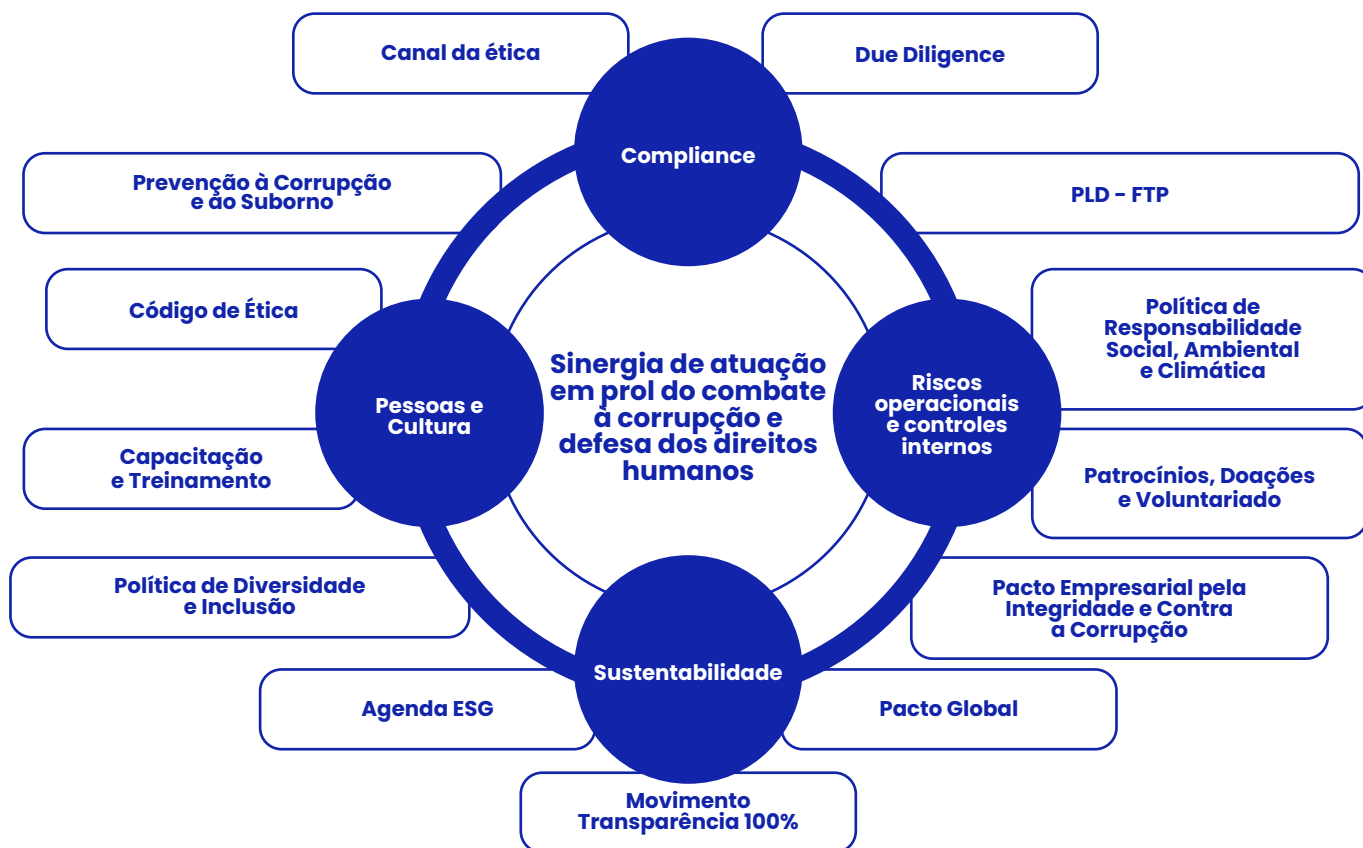 Canal da ética
Due Diligence
Compliance
Prevenção à Corrupção
e ao Suborno
PLD - FTP
Código de Ética
Política de
Responsabilidade
Social, Ambiental
e Climática
Sinergia de atuação
em prol do combate
à corrupção e
defesa dos direitos
humanos
Pessoas e
Cultura
Riscos
operacionais
e controles
internos
Capacitação
e Treinamento
Patrocínios, Doações
e Voluntariado
Política de Diversidade
e Inclusão
Pacto Empresarial pela
Integridade e Contra
a Corrupção
Sustentabilidade
Agenda ESG
Pacto Global
Movimento
Transparência 100%